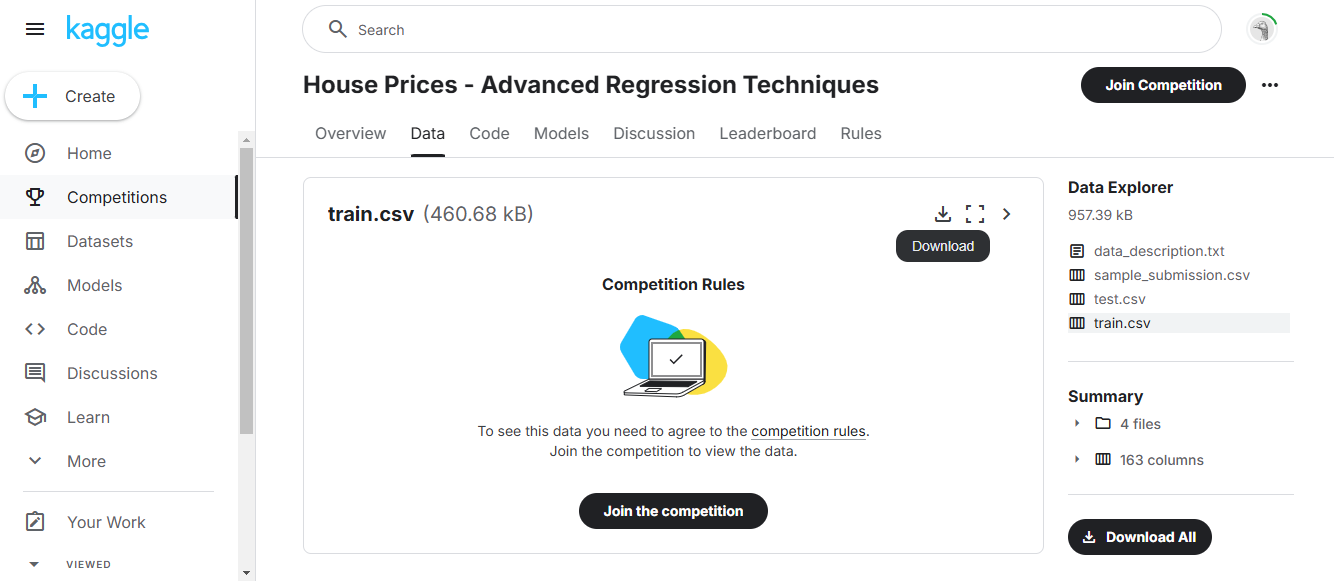 kaggle
Search
Create
Home
Competitions
Datasets
Models
Code
Discussions
Learn
More
Your Work
VIEWED
House Prices - Advanced Regression Techniques
Join Competition
Overview Data Code Models Discussion Leaderboard Rules
train.csv (460.68 kB)
Download
Competition Rules
To see this data you need to agree to the competition rules.
Join the competition to view the data.
Join the competition
Data Explorer
957.39 kB
data_description.txt
sample_submission.csv
test.csv
train.csv
Summary
4 files
163 columns
Download All